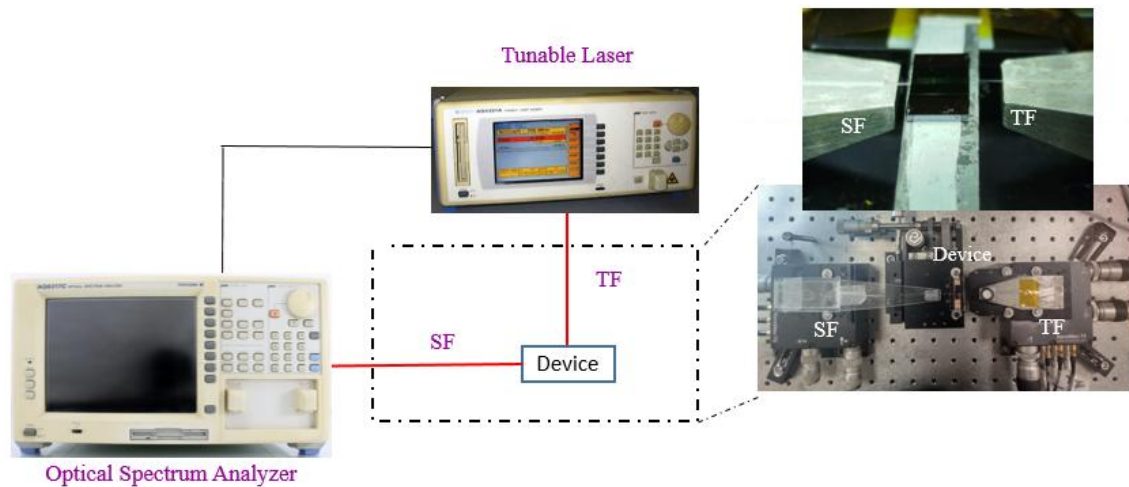 Tunable Laser
SF
TF
TF
Device
SF
TF
SF
Device
Optical Spectrum Analyzer